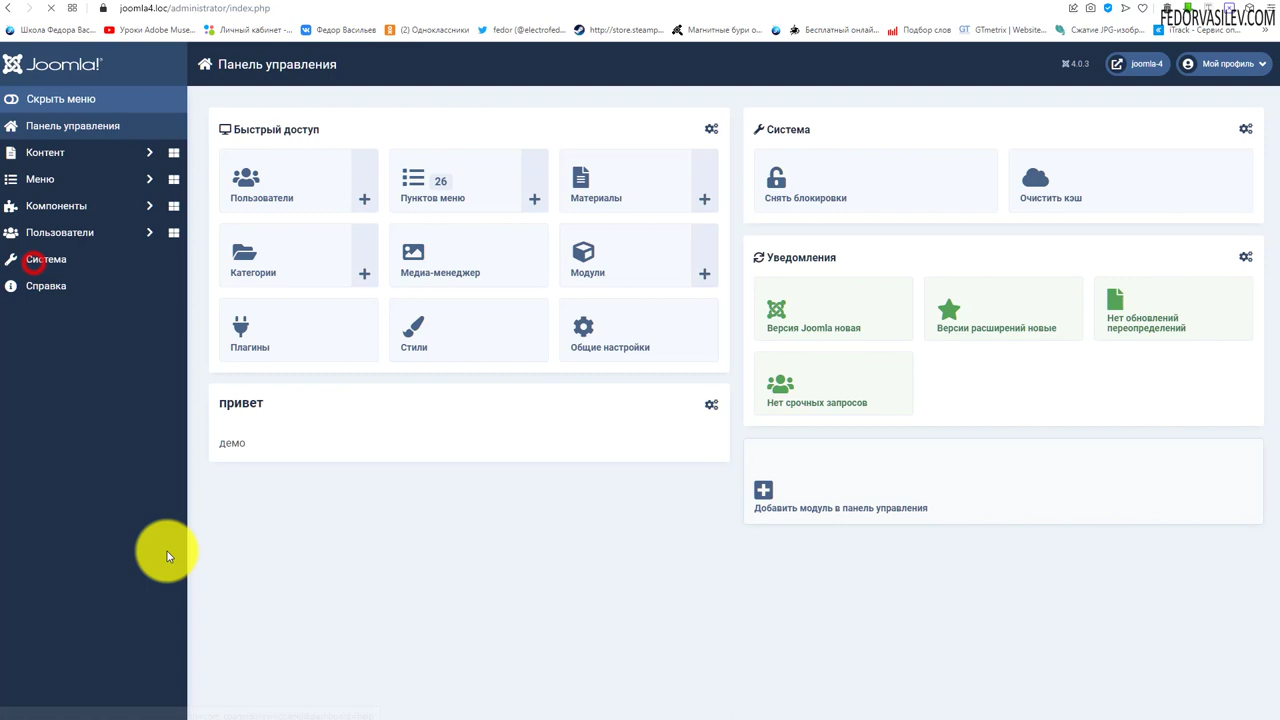 joomla4.loc/administrator/index.php
FEDORVASILEV.COM
Школа Федора Вас...
Уроки Adobe Muse...
Личный кабинет -...
Федор Васильев
(2) Одноклассники
fedor (@electrofed...
http://store.steamp...
Магнитные бури о...
Бесплатный онлай...
Подбор слов
GTmetrix | Website...
Сжатие JPG-изобр...
iTrack - Сервис оп...
Joomla!
Панель управления
4.0.3
joomla-4
Мой профиль
Скрыть меню
Панель управления
Контент
Меню
Компоненты
Пользователи
Система
Справка
Быстрый доступ
Пользователи
26
Пунктов меню
Материалы
Категории
Медиа-менеджер
Модули
Плагины
Стили
Общие настройки
привет
демо
Система
Снять блокировки
Очистить кэш
Уведомления
Версия Joomla новая
Версии расширений новые
Нет обновлений
переопределений
Нет срочных запросов
Добавить модуль в панель управления